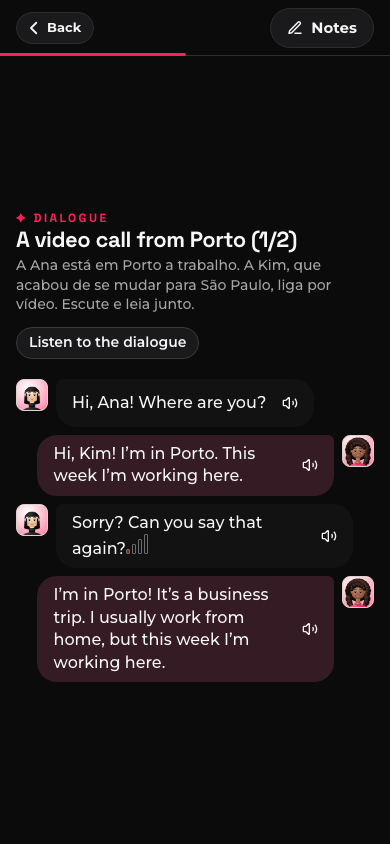 Back
Notes
DIALOGUE
A video call from Porto (1/2)
A Ana está em Porto a trabalho. A Kim, que
acabou de se mudar para São Paulo, liga por
vídeo. Escute e leia junto.
Listen to the dialogue
Hi, Ana! Where are you?
Hi, Kim! I’m in Porto. This
week I’m working here.
Sorry? Can you say that
again?
I’m in Porto! It’s a business
trip. I usually work from
home, but this week I’m
working here.